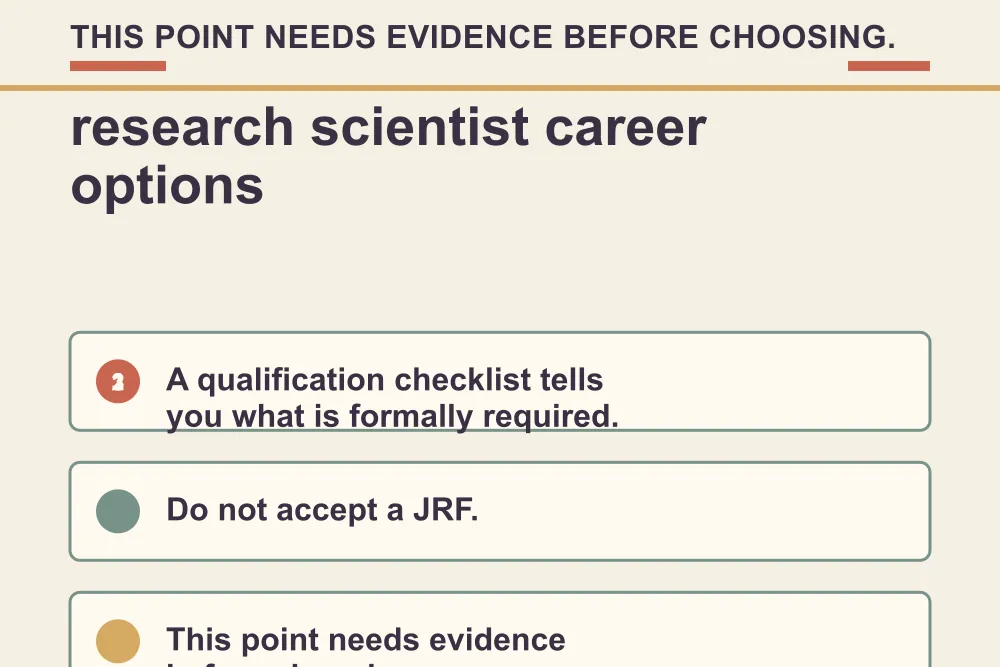 THIS POINT NEEDS EVIDENCE BEFORE CHOOSING.
research scientist career
options
A qualification checklist tells
you what is formally required.
Do not accept a JRF.
This point needs evidence